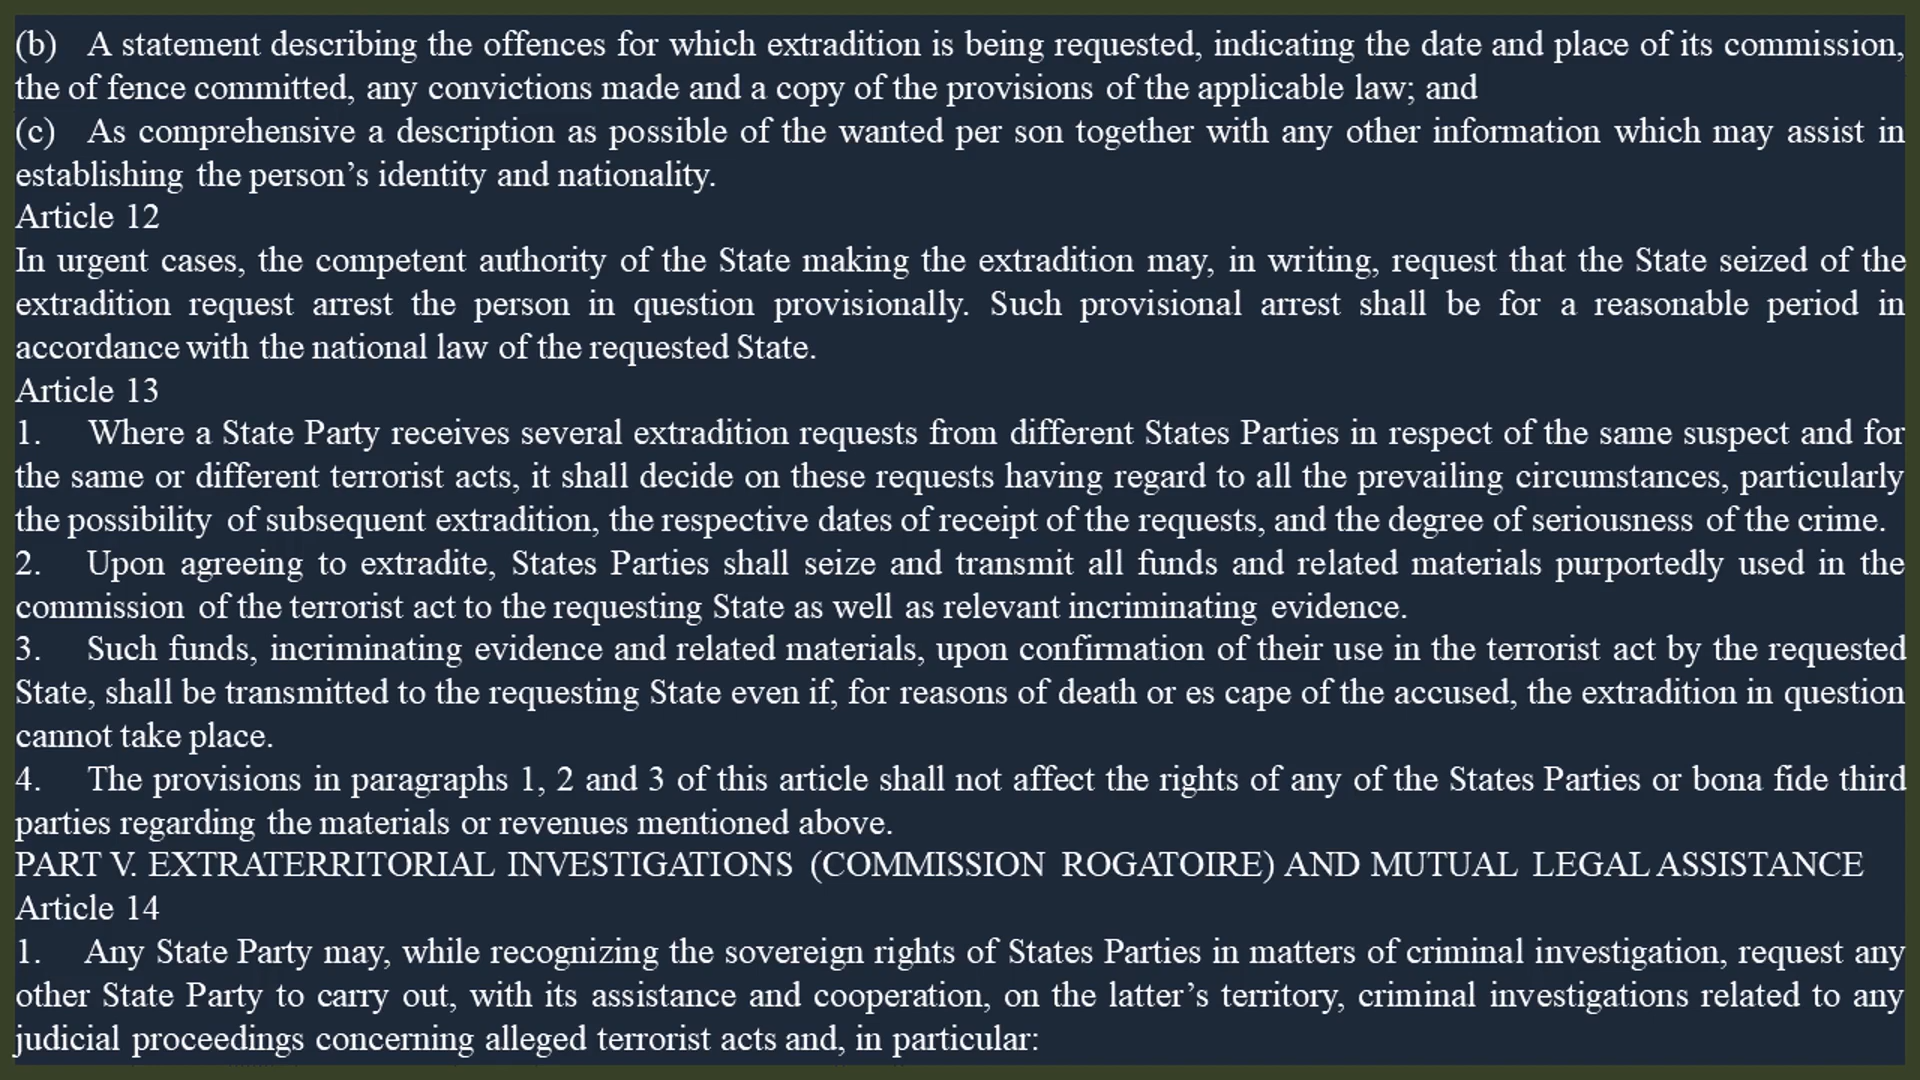 (b) A statement describing the offences for which extradition is being requested, indicating the date and place of its commission,
the of fence committed, any convictions made and a copy of the provisions of the applicable law; and
(c) As comprehensive a description as possible of the wanted per son together with any other information which may assist in
establishing the person’s identity and nationality.
Article 12
In urgent cases, the competent authority of the State making the extradition may, in writing, request that the State seized of the
extradition request arrest the person in question provisionally. Such provisional arrest shall be for a reasonable period in
accordance with the national law of the requested State.
Article 13
1. Where a State Party receives several extradition requests from different States Parties in respect of the same suspect and for
the same or different terrorist acts, it shall decide on these requests having regard to all the prevailing circumstances, particularly
the possibility of subsequent extradition, the respective dates of receipt of the requests, and the degree of seriousness of the crime.
2. Upon agreeing to extradite, States Parties shall seize and transmit all funds and related materials purportedly used in the
commission of the terrorist act to the requesting State as well as relevant incriminating evidence.
3. Such funds, incriminating evidence and related materials, upon confirmation of their use in the terrorist act by the requested
State, shall be transmitted to the requesting State even if, for reasons of death or es cape of the accused, the extradition in question
cannot take place.
4. The provisions in paragraphs 1, 2 and 3 of this article shall not affect the rights of any of the States Parties or bona fide third
parties regarding the materials or revenues mentioned above.
PART V. EXTRATERRITORIAL INVESTIGATIONS (COMMISSION ROGATOIRE) AND MUTUAL LEGAL ASSISTANCE
Article 14
1. Any State Party may, while recognizing the sovereign rights of States Parties in matters of criminal investigation, request any
other State Party to carry out, with its assistance and cooperation, on the latter’s territory, criminal investigations related to any
judicial proceedings concerning alleged terrorist acts and, in particular: